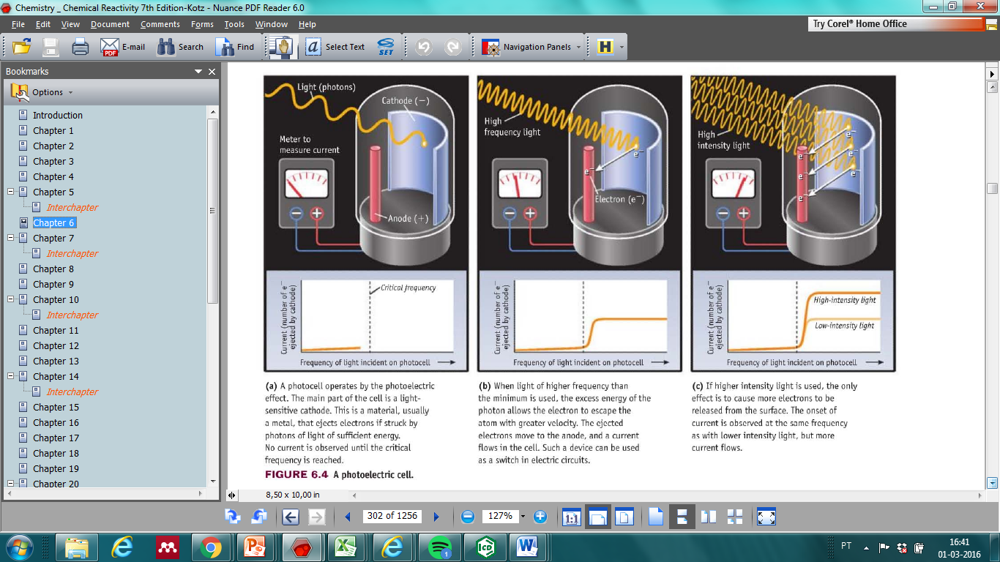 Chemistry _ Chemical Reactivity 7th Edition-Kotz - Nuance PDF Reader 6.0
File Edit View Document Comments Forms Tools Window Help
Try Corel® Home Office
PDF E-mail Search Find a Select Text SET Navigation Panels H
Bookmarks
Options
Introduction
Chapter 1
Chapter 2
Chapter 3
Chapter 4
Chapter 5
Interchapter
Chapter 6
Chapter 7
Interchapter
Chapter 8
Chapter 9
Chapter 10
Interchapter
Chapter 11
Chapter 12
Chapter 13
Chapter 14
Interchapter
Chapter 15
Chapter 16
Chapter 17
Chapter 18
Chapter 19
Chapter 20
Light (photons)
Cathode (−)
Meter to
measure current
Anode (+)
− +
Critical frequency
Current (number of e−
ejected by cathode)
Frequency of light incident on photocell
(a) A photocell operates by the photoelectric
effect. The main part of the cell is a light-
sensitive cathode. This is a material, usually
a metal, that ejects electrons if struck by
photons of light of sufficient energy.
No current is observed until the critical
frequency is reached.
High
frequency light
e−
e−
Electron (e−)
− +
Current (number of e−
ejected by cathode)
Frequency of light incident on photocell
(b) When light of higher frequency than
the minimum is used, the excess energy of the
photon allows the electron to escape the
atom with greater velocity. The ejected
electrons move to the anode, and a current
flows in the cell. Such a device can be used
as a switch in electric circuits.
High
intensity light
e−
e−
e−
e−
e−
e−
− +
High-intensity light
Low-intensity light
Current (number of e−
ejected by cathode)
Frequency of light incident on photocell
(c) If higher intensity light is used, the only
effect is to cause more electrons to be
released from the surface. The onset of
current is observed at the same frequency
as with lower intensity light, but more
current flows.
FIGURE 6.4 A photoelectric cell.
8,50 x 10,00 in
302 of 1256
127%
1:1
PT
16:41
01-03-2016